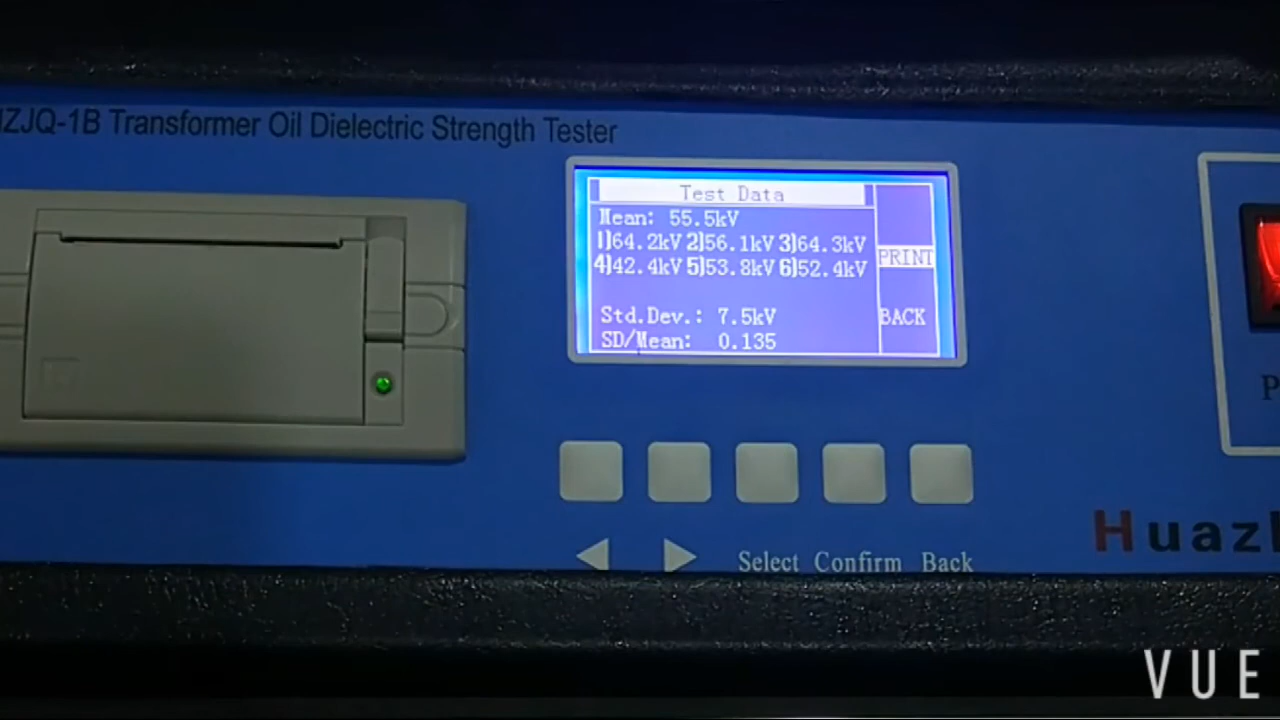 ZJQ-1B Transformer Oil Dielectric Strength Tester
Test Data
Mean: 55.5kV
1)64.2kV 2)56.1kV 3)64.3kV
4)42.4kV 5)53.8kV 6)52.4kV
Std.Dev.: 7.5kV
SD/Mean: 0.135
PRINT
BACK
Select Confirm Back
P
Huaz
VUE